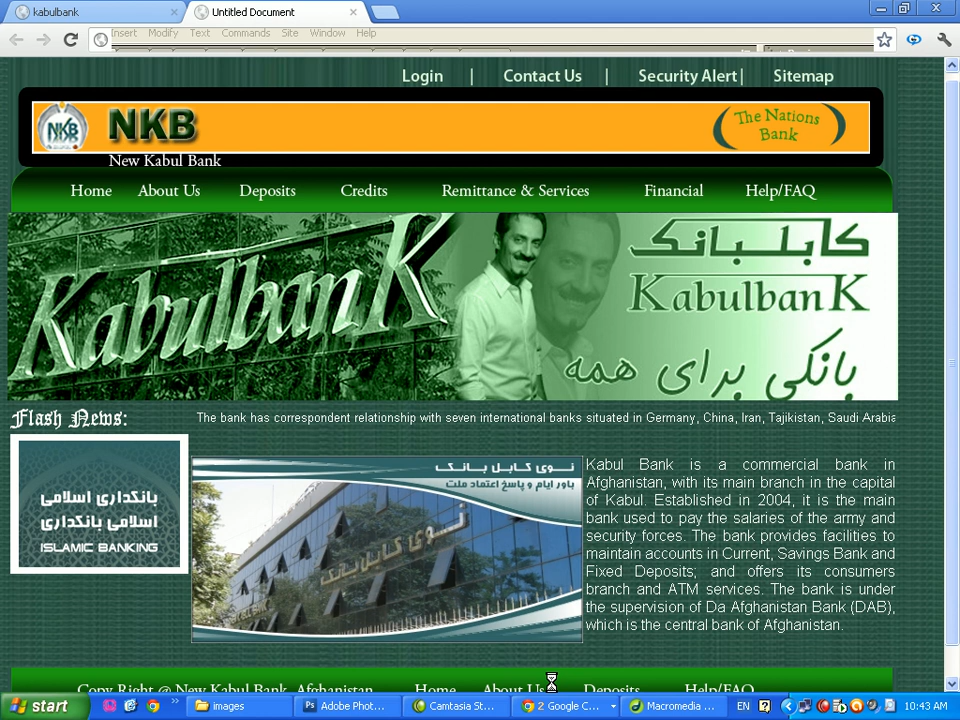 kabulbank
Untitled Document
Insert Modify Text Commands Site Window Help
Login | Contact Us | Security Alert | Sitemap
NKB
NKB
The Nations
Bank
New Kabul Bank
Home About Us Deposits Credits Remittance & Services Financial Help/FAQ
KabulbanK
کابلبانک
KabulbanK
بانکی برای همه
Flash News:
The bank has correspondent relationship with seven international banks situated in Germany, China, Iran, Tajikistan, Saudi Arabia
بانکداری اسلامی
اسلامی بانکداری
ISLAMIC BANKING
نوی کابل بانک
باور ایام و پاسخ اعتماد ملت
نوی کابل بانک
Kabul Bank is a commercial bank in
Afghanistan, with its main branch in the capital
of Kabul. Established in 2004, it is the main
bank used to pay the salaries of the army and
security forces. The bank provides facilities to
maintain accounts in Current, Savings Bank and
Fixed Deposits; and offers its consumers
branch and ATM services. The bank is under
the supervision of Da Afghanistan Bank (DAB),
which is the central bank of Afghanistan.
Copy Right @ New Kabul Bank, Afghanistan Home About Us Deposits Help/FAQ
start
images
Adobe Phot...
Camtasia St...
2 Google C...
Macromedia ...
EN
10:43 AM